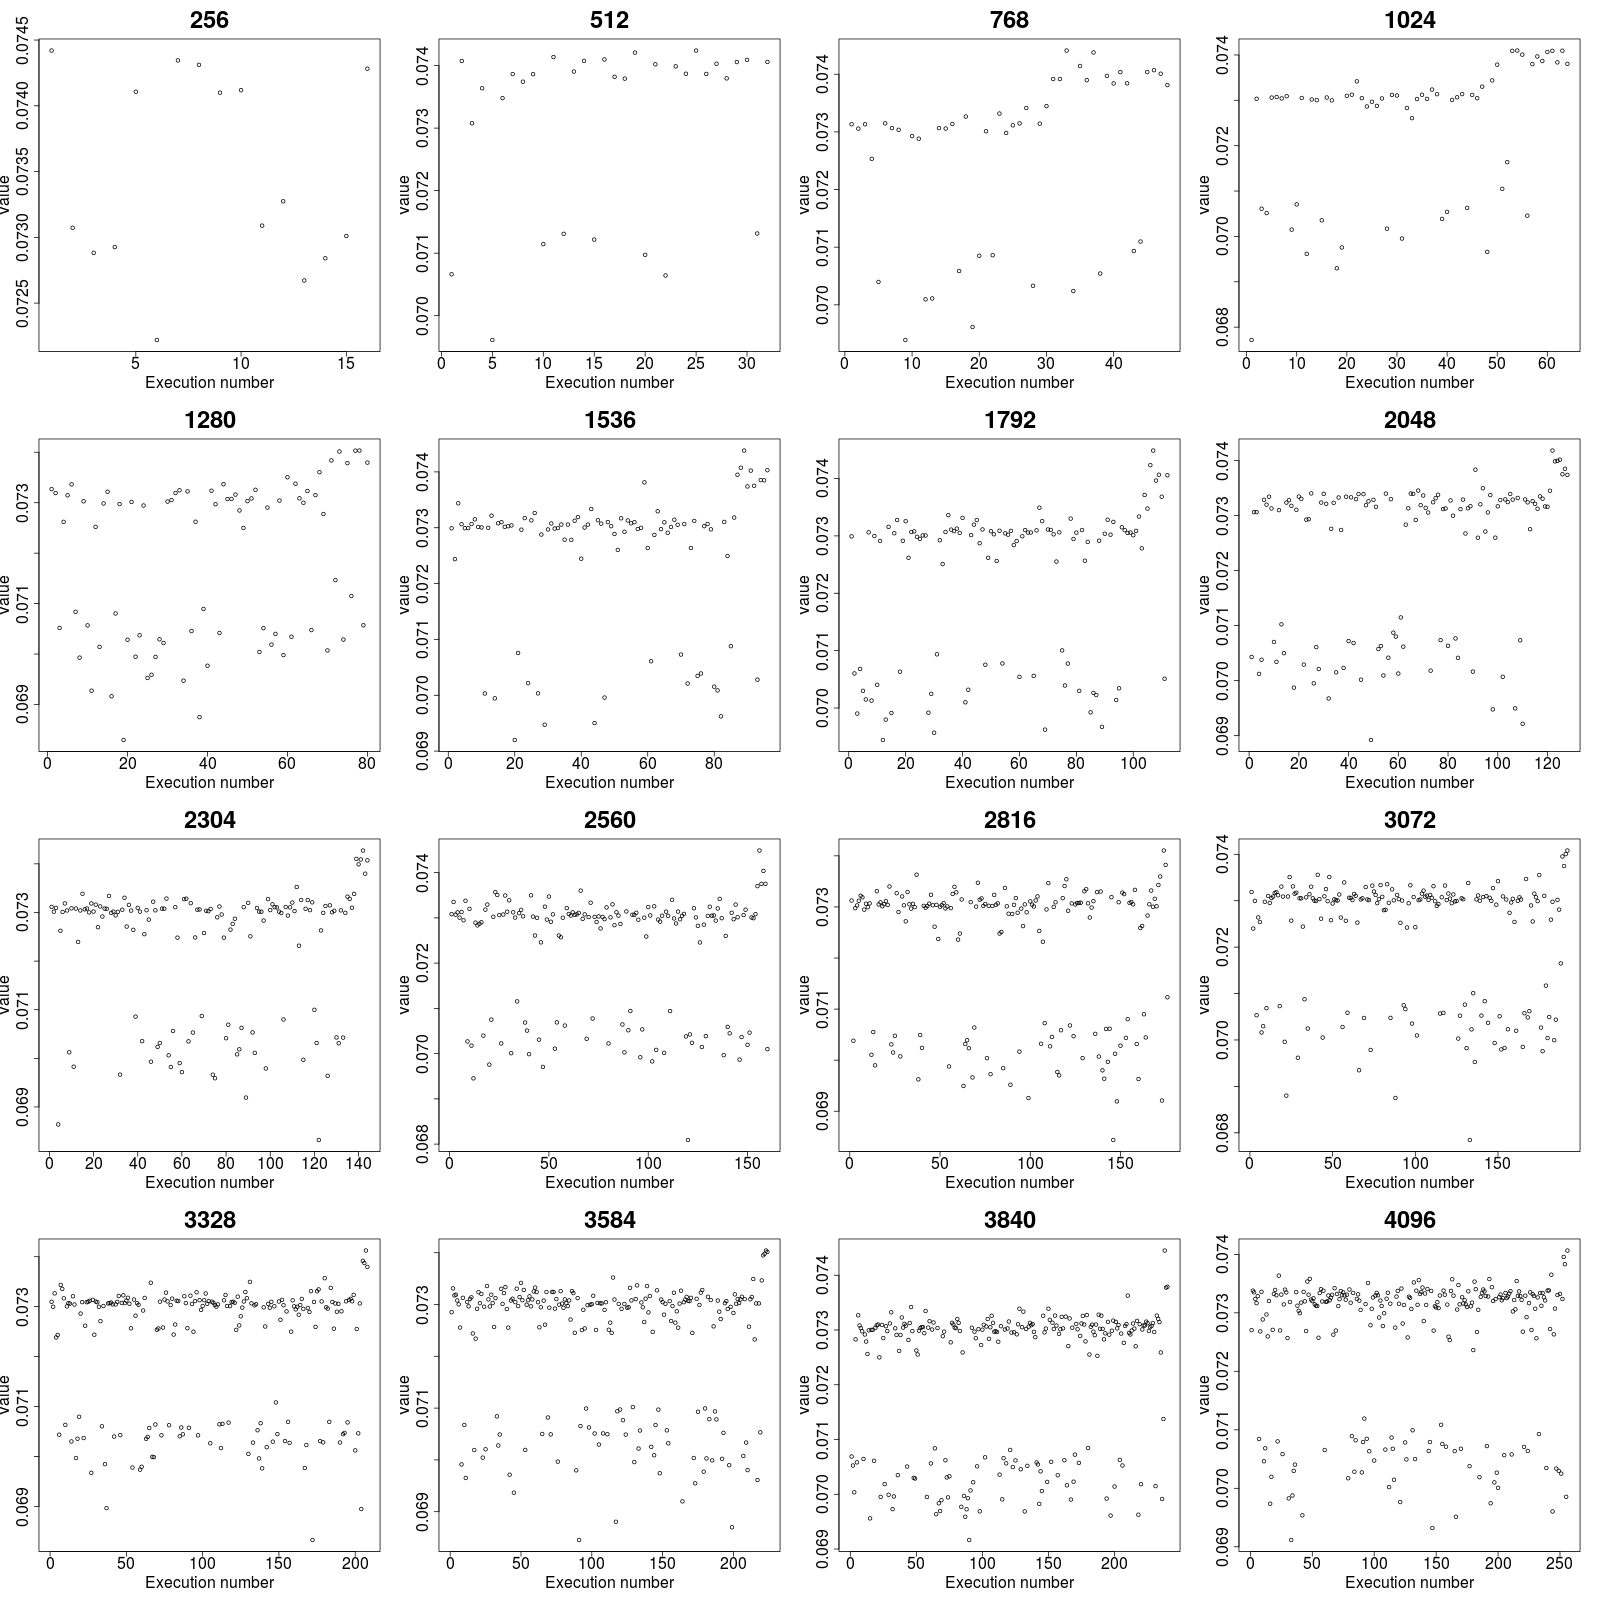 256
value
0.0725 0.0730 0.0735 0.0740 0.0745
5 10 15
Execution number
512
value
0.070 0.071 0.072 0.073 0.074
0 5 10 15 20 25 30
Execution number
768
value
0.070 0.071 0.072 0.073 0.074
0 10 20 30 40
Execution number
1024
value
0.068 0.070 0.072 0.074
0 10 20 30 40 50 60
Execution number
1280
value
0.069 0.071 0.073
0 20 40 60 80
Execution number
1536
value
0.069 0.070 0.071 0.072 0.073 0.074
0 20 40 60 80
Execution number
1792
value
0.070 0.071 0.072 0.073 0.074
0 20 40 60 80 100
Execution number
2048
value
0.069 0.070 0.071 0.072 0.073 0.074
0 20 40 60 80 100 120
Execution number
2304
value
0.069 0.071 0.073
0 20 40 60 80 100 120 140
Execution number
2560
value
0.068 0.070 0.072 0.074
0 50 100 150
Execution number
2816
value
0.069 0.071 0.073
0 50 100 150
Execution number
3072
value
0.068 0.070 0.072 0.074
0 50 100 150
Execution number
3328
value
0.069 0.071 0.073
0 50 100 150 200
Execution number
3584
value
0.069 0.071 0.073
0 50 100 150 200
Execution number
3840
value
0.069 0.070 0.071 0.072 0.073 0.074
0 50 100 150 200
Execution number
4096
value
0.069 0.070 0.071 0.072 0.073 0.074
0 50 100 150 200 250
Execution number